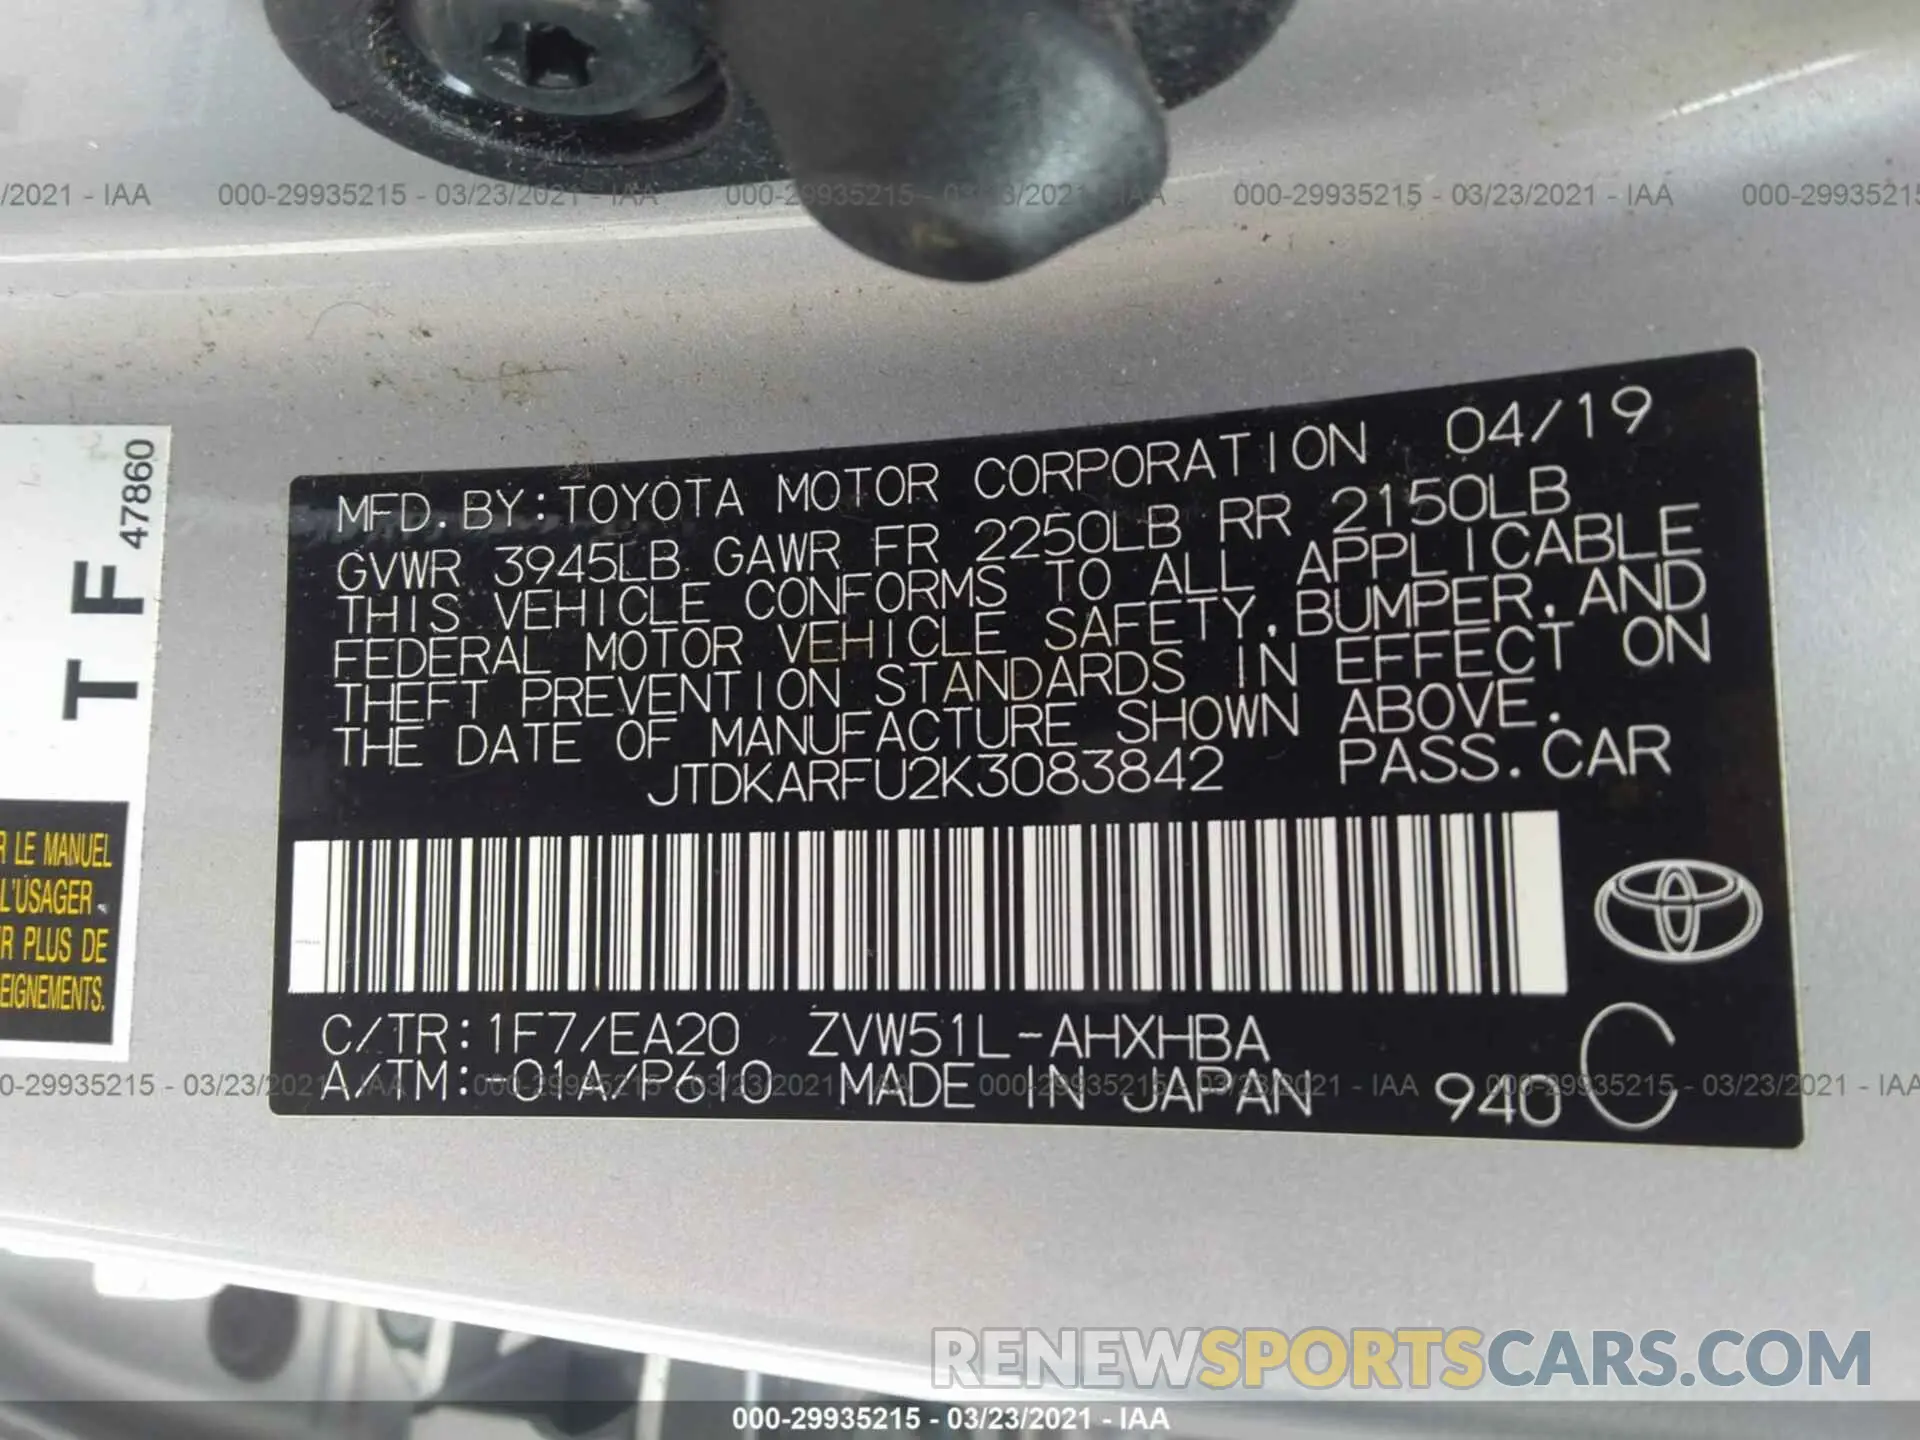 /2021 - IAA 000-29935215 - 03/23/2021 - IAA 000-29935215 - 03/23/2021 - IAA 000-29935215 - 03/23/2021 - IAA 000-29935215
47860
T F
R LE MANUEL
L'USAGER
R PLUS DE
EIGNEMENTS.
MFD. BY: TOYOTA MOTOR CORPORATION 04/19
GVWR 3945LB GAWR FR 2250LB RR 2150LB
THIS VEHICLE CONFORMS TO ALL APPLICABLE
FEDERAL MOTOR VEHICLE SAFETY, BUMPER, AND
THEFT PREVENTION STANDARDS IN EFFECT ON
THE DATE OF MANUFACTURE SHOWN ABOVE.
JTDKARFU2K3083842 PASS. CAR
C/TR: 1F7/EA20 ZVW51L-AHXHBA
A/TM: -01A/P610 MADE IN JAPAN 940 C
0-29935215 - 03/23/2021 - IAA 000-29935215 - 03/23/2021 - IAA 000-29935215 - 03/23/2021 - IAA 000-29935215 - 03/23/2021 - IAA
RENEWSPORTSCARS.COM
000-29935215 - 03/23/2021 - IAA